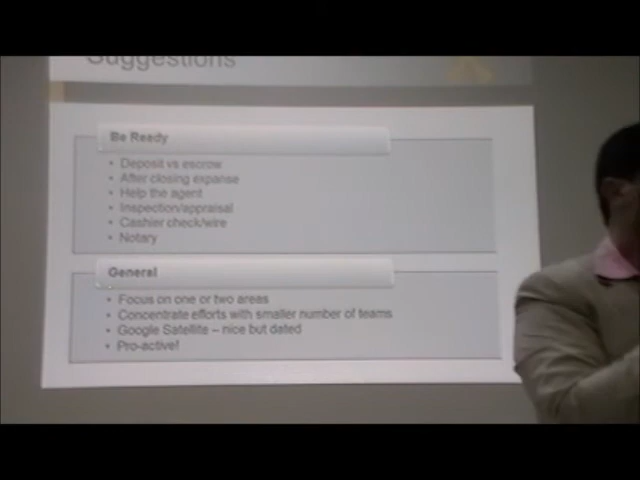 Suggestions
Be Ready
• Deposit vs escrow
• After closing expanse
• Help the agent
• Inspection/appraisal
• Cashier check/wire
• Notary
General
• Focus on one or two areas
• Concentrate efforts with smaller number of teams
• Google Satellite – nice but dated
• Pro-active!